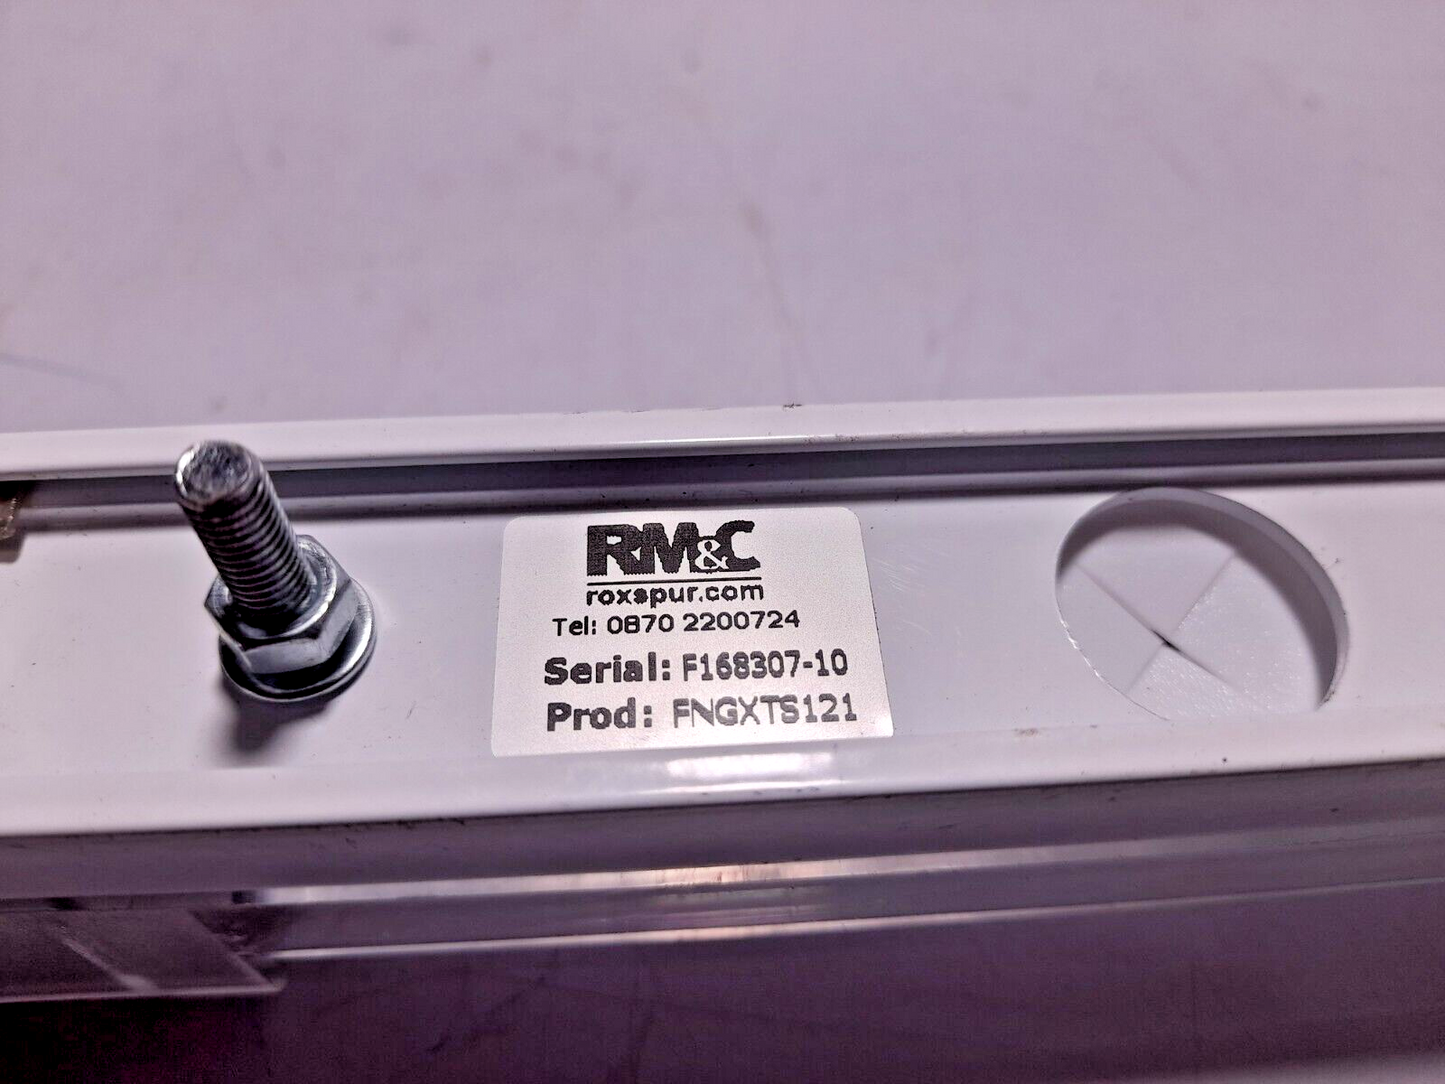 RM&C
roxspur.com
Tel: 0870 2200724
Serial: F168307-10
Prod: FNGXTS121